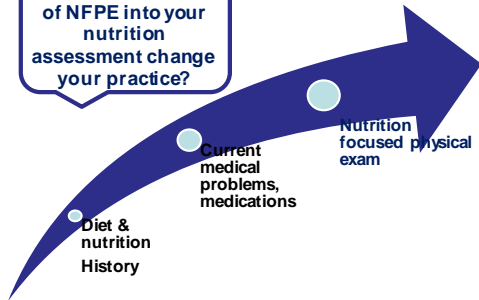 of NFPE into your
nutrition
assessment change
your practice?
Nutrition
focused physical
exam
Current
medical
problems,
medications
Diet &
nutrition
History